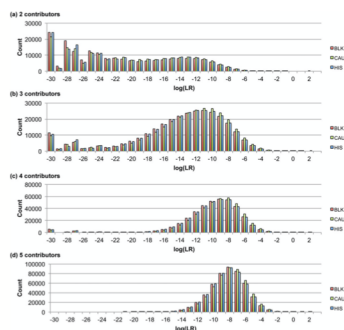 (a) 2 contributors
30000
20000
10000
0
Count
-30 -28 -26 -24 -22 -20 -18 -16 -14 -12 -10 -8 -6 -4 -2 0 2
log(LR)
BLK
CAU
HIS
(b) 3 contributors
30000
20000
10000
0
Count
-30 -28 -26 -24 -22 -20 -18 -16 -14 -12 -10 -8 -6 -4 -2 0 2
log(LR)
BLK
CAU
HIS
(c) 4 contributors
80000
60000
40000
20000
0
Count
-30 -28 -26 -24 -22 -20 -18 -16 -14 -12 -10 -8 -6 -4 -2 0 2
log(LR)
BLK
CAU
HIS
(d) 5 contributors
100000
80000
60000
40000
20000
0
Count
-30 -28 -26 -24 -22 -20 -18 -16 -14 -12 -10 -8 -6 -4 -2 0 2
log(LR)
BLK
CAU
HIS